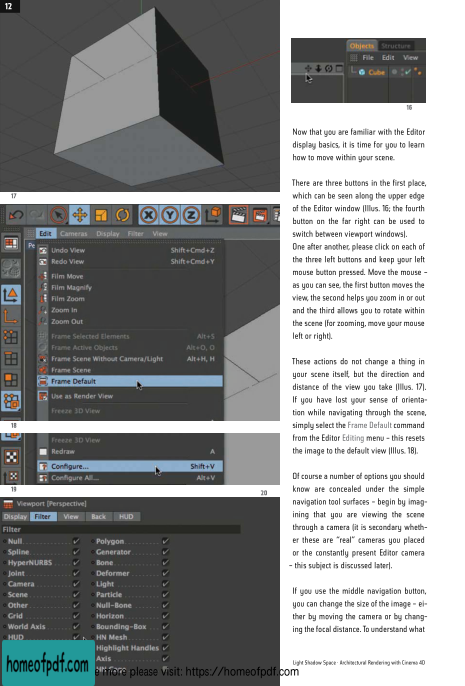 12
17
Edit Cameras Display Filter View
Undo View Shift+Cmd+Z
Redo View Shift+Cmd+Y
Film Move
Film Magnify
Film Zoom
Zoom In
Zoom Out
Frame Selected Elements Alt+S
Frame Active Objects Alt+O, O
Frame Scene Without Camera/Light Alt+H, H
Frame Scene
Frame Default
Use as Render View
Freeze 3D View
18
Freeze 3D View
Redraw A
Configure... Shift+V
Configure All... Alt+V
19
20
Viewport [Perspective]
Display Filter View Back HUD
Filter
Null
Spline
HyperNURBS
Joint
Camera
Scene
Other
Grid
World Axis
HUD
Polygon
Generator
Bone
Deformer
Light
Particle
Null-Bone
Horizon
Bounding-Box
HN Mesh
Highlight Handles
Axis
Objects Structure
File Edit View
Cube
16
Now that you are familiar with the Editor
display basics, it is time for you to learn
how to move within your scene.
There are three buttons in the first place,
which can be seen along the upper edge
of the Editor window (Illus. 16; the fourth
button on the far right can be used to
switch between viewport windows).
One after another, please click on each of
the three left buttons and keep your left
mouse button pressed. Move the mouse –
as you can see, the first button moves the
view, the second helps you zoom in or out
and the third allows you to rotate within
the scene (for zooming, move your mouse
left or right).
These actions do not change a thing in
your scene itself, but the direction and
distance of the view you take (Illus. 17).
If you have lost your sense of orienta-
tion while navigating through the scene,
simply select the Frame Default command
from the Editor Editing menu – this resets
the image to the default view (Illus. 18).
Of course a number of options you should
know are concealed under the simple
navigation tool surfaces – begin by imag-
ining that you are viewing the scene
through a camera (it is secondary wheth-
er these are "real" cameras you placed
or the constantly present Editor camera
– this subject is discussed later).
If you use the middle navigation button,
you can change the size of the image – ei-
ther by moving the camera or by chang-
ing the focal distance. To understand what
Light Shadow Space · Architectural Rendering with Cinema 4D
homeofpdf.com
more please visit: https://homeofpdf.com